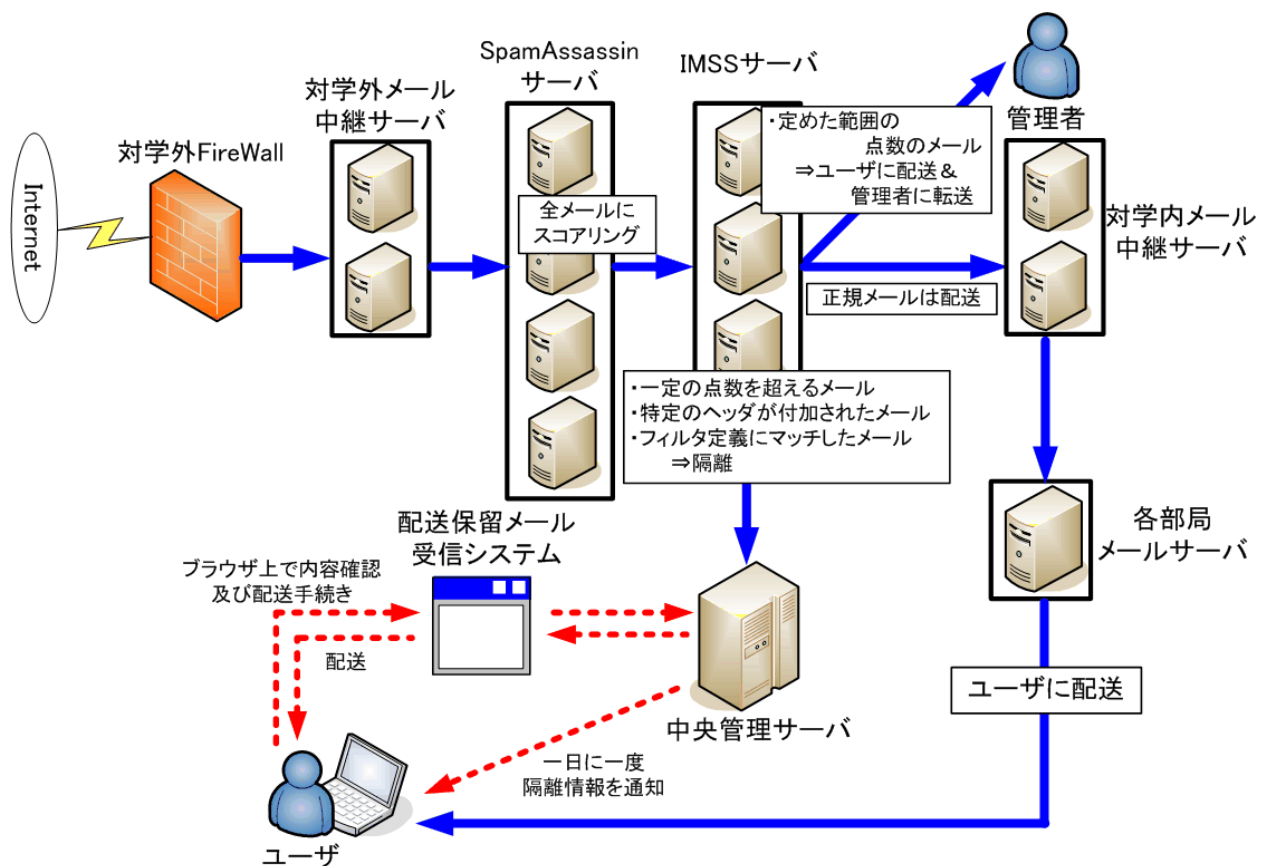 SpamAssassin
サーバ
IMSSサーバ
対学外メール
中継サーバ
管理者
対学外FireWall
Internet
・定めた範囲の
点数のメール
⇒ユーザに配送＆
管理者に転送
全メールに
スコアリング
対学内メール
中継サーバ
正規メールは配送
・一定の点数を超えるメール
・特定のヘッダが付加されたメール
・フィルタ定義にマッチしたメール
⇒隔離
配送保留メール
受信システム
各部局
メールサーバ
ブラウザ上で内容確認
及び配送手続き
配送
ユーザに配送
中央管理サーバ
一日に一度
隔離情報を通知
ユーザ